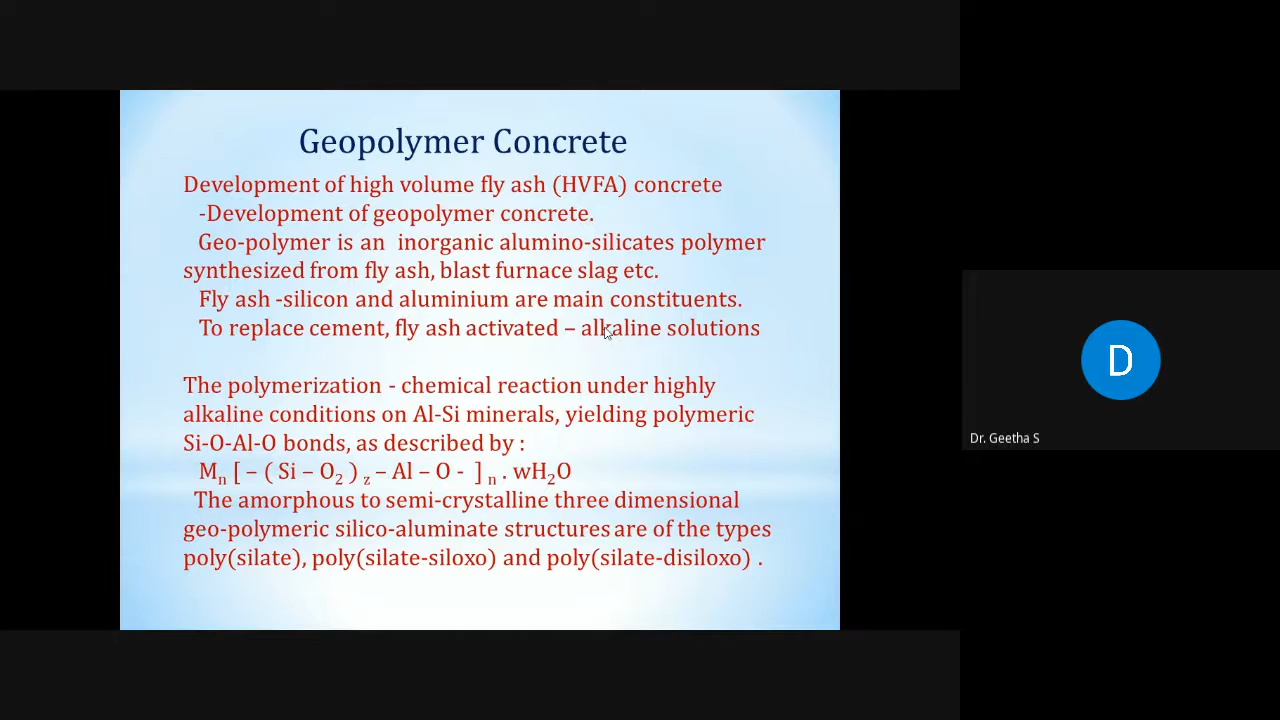 Geopolymer Concrete
Development of high volume fly ash (HVFA) concrete
-Development of geopolymer concrete.
Geo-polymer is an inorganic alumino-silicates polymer
synthesized from fly ash, blast furnace slag etc.
Fly ash -silicon and aluminium are main constituents.
To replace cement, fly ash activated – alkaline solutions
The polymerization - chemical reaction under highly
alkaline conditions on Al-Si minerals, yielding polymeric
Si-O-Al-O bonds, as described by :
Mn [ – ( Si – O2 ) z – Al – O - ] n . wH2O
The amorphous to semi-crystalline three dimensional
geo-polymeric silico-aluminate structures are of the types
poly(silate), poly(silate-siloxo) and poly(silate-disiloxo) .
D
Dr. Geetha S